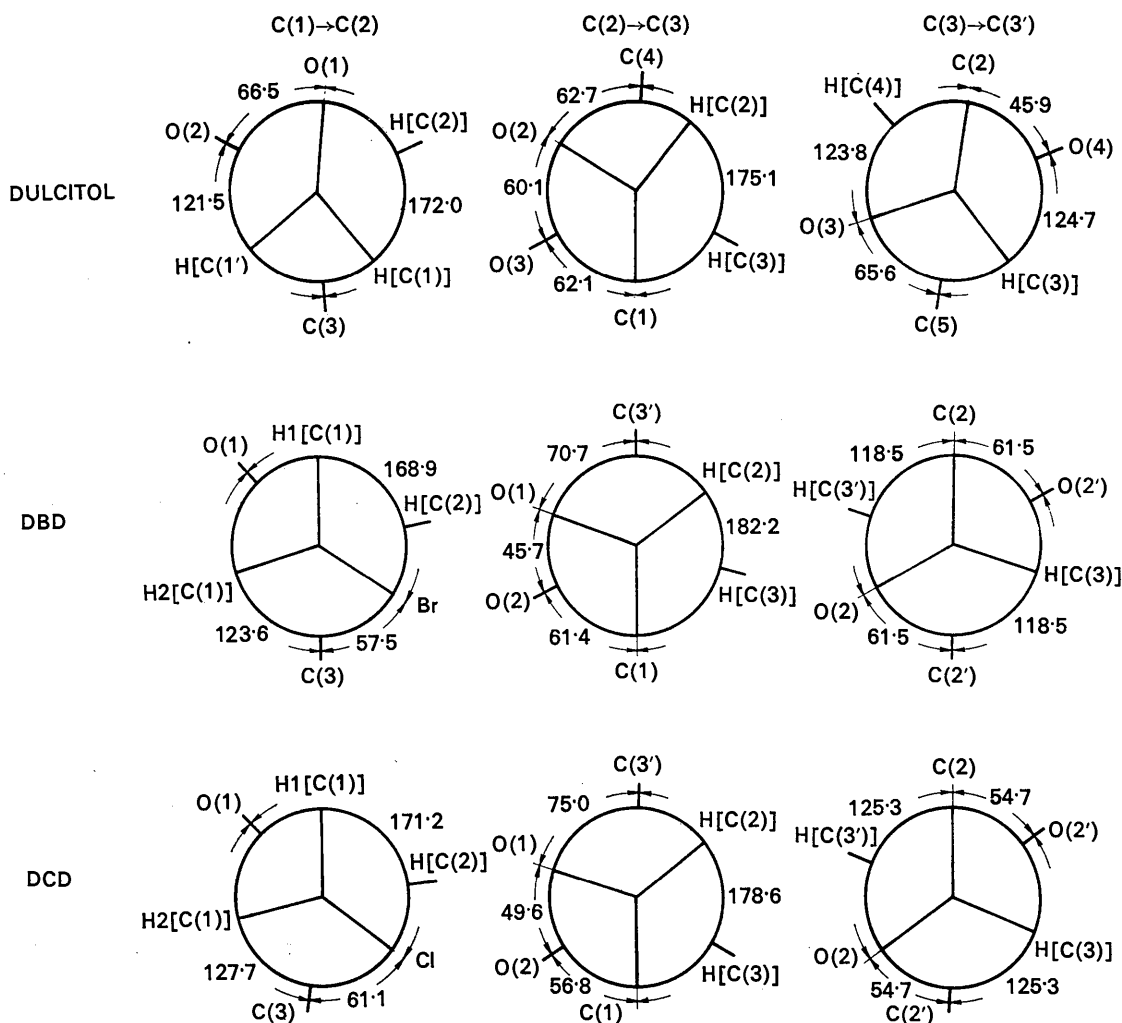 C(1)→C(2) C(2)→C(3) C(3)→C(3′)
DULCITOL
O(1)
66·5
O(2)
H[C(2)]
121·5
172·0
H[C(1′)
H[C(1)]
C(3)
C(4)
62·7
H[C(2)]
O(2)
60·1
175·1
O(3)
H[C(3)]
62·1
C(1)
C(2)
H[C(4)]
45·9
O(4)
123·8
124·7
O(3)
65·6
H[C(3)]
C(5)
DBD
O(1)
H1[C(1)]
168·9
H[C(2)]
H2[C(1)]
Br
123·6
57·5
C(3)
C(3′)
70·7
H[C(2)]
O(1)
45·7
182·2
O(2)
H[C(3)]
61·4
C(1)
C(2)
118·5
61·5
H[C(3′)]
O(2′)
H[C(3)]
O(2)
61·5
118·5
C(2′)
DCD
O(1)
H1[C(1)]
171·2
H[C(2)]
H2[C(1)]
Cl
127·7
61·1
C(3)
C(3′)
75·0
H[C(2)]
O(1)
49·6
178·6
O(2)
H[C(3)]
56·8
C(1)
C(2)
125·3
54·7
H[C(3′)]
O(2′)
H[C(3)]
O(2)
54·7
125·3
C(2′)